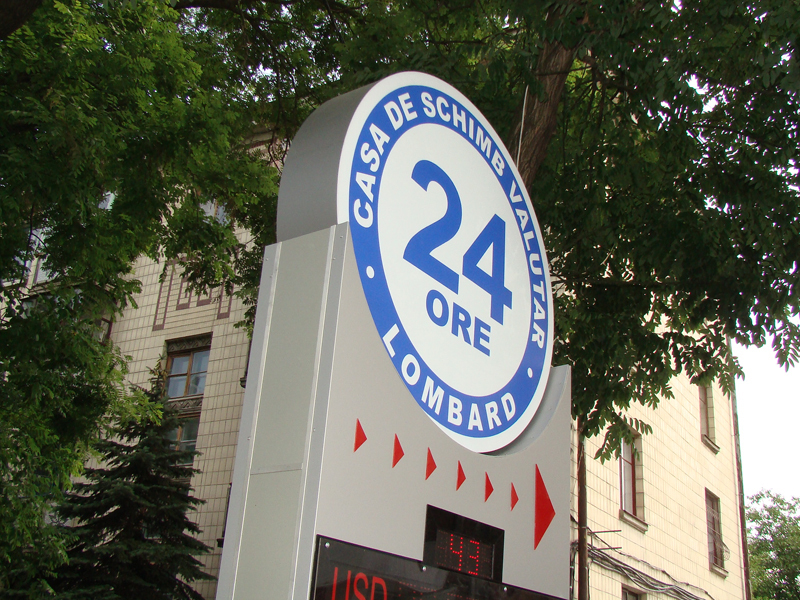 CASA DE SCHIMB VALUTAR
24
ORE
LOMBARD
43
USD